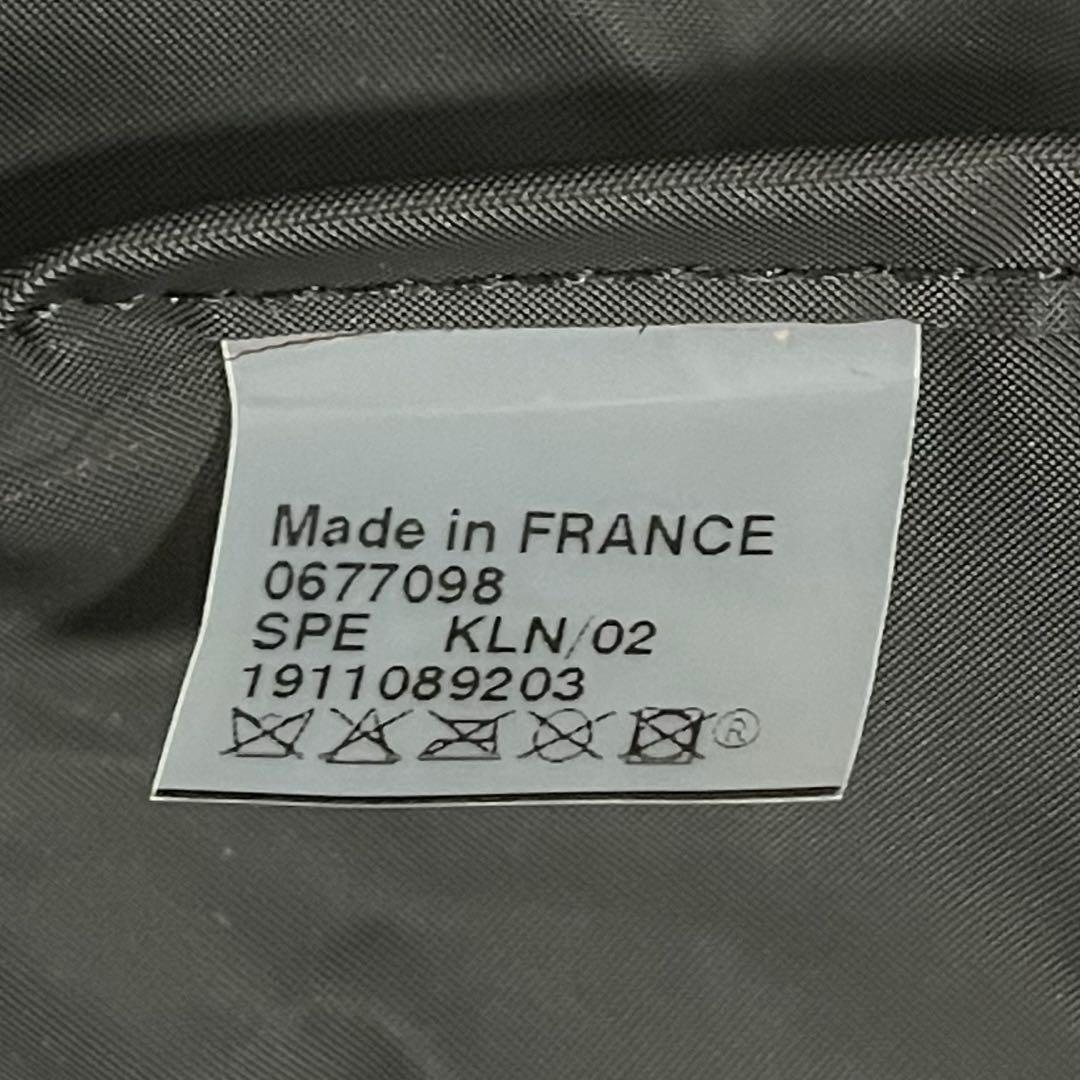 Made in FRANCE
0677098
SPE KLN/02
1911089203
®